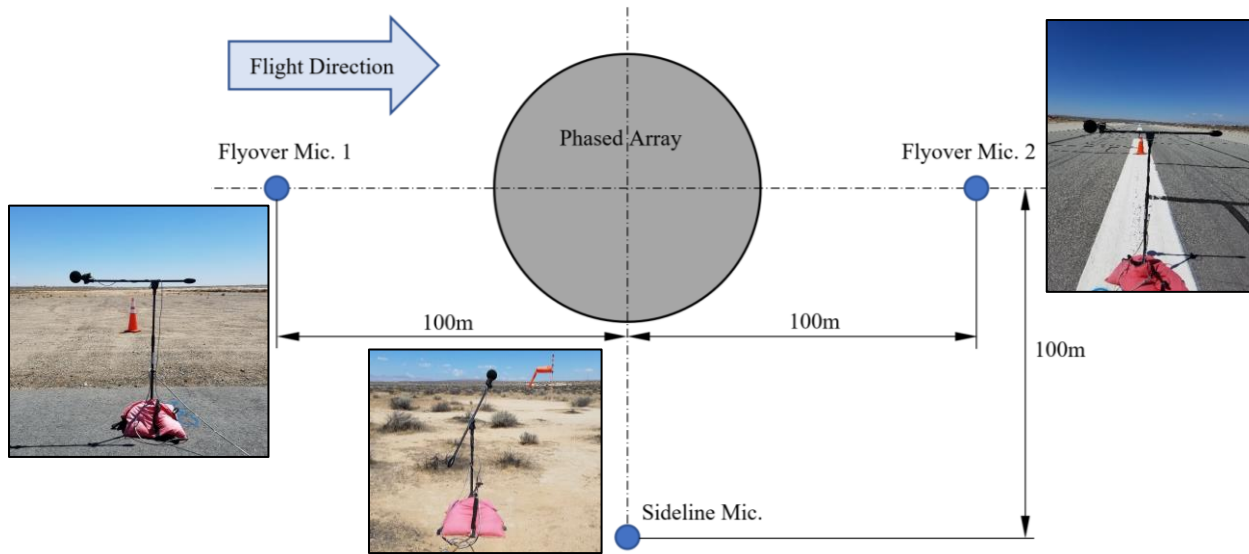 Flight Direction
Phased Array
Flyover Mic. 1
Flyover Mic. 2
100m
100m
100m
Sideline Mic.